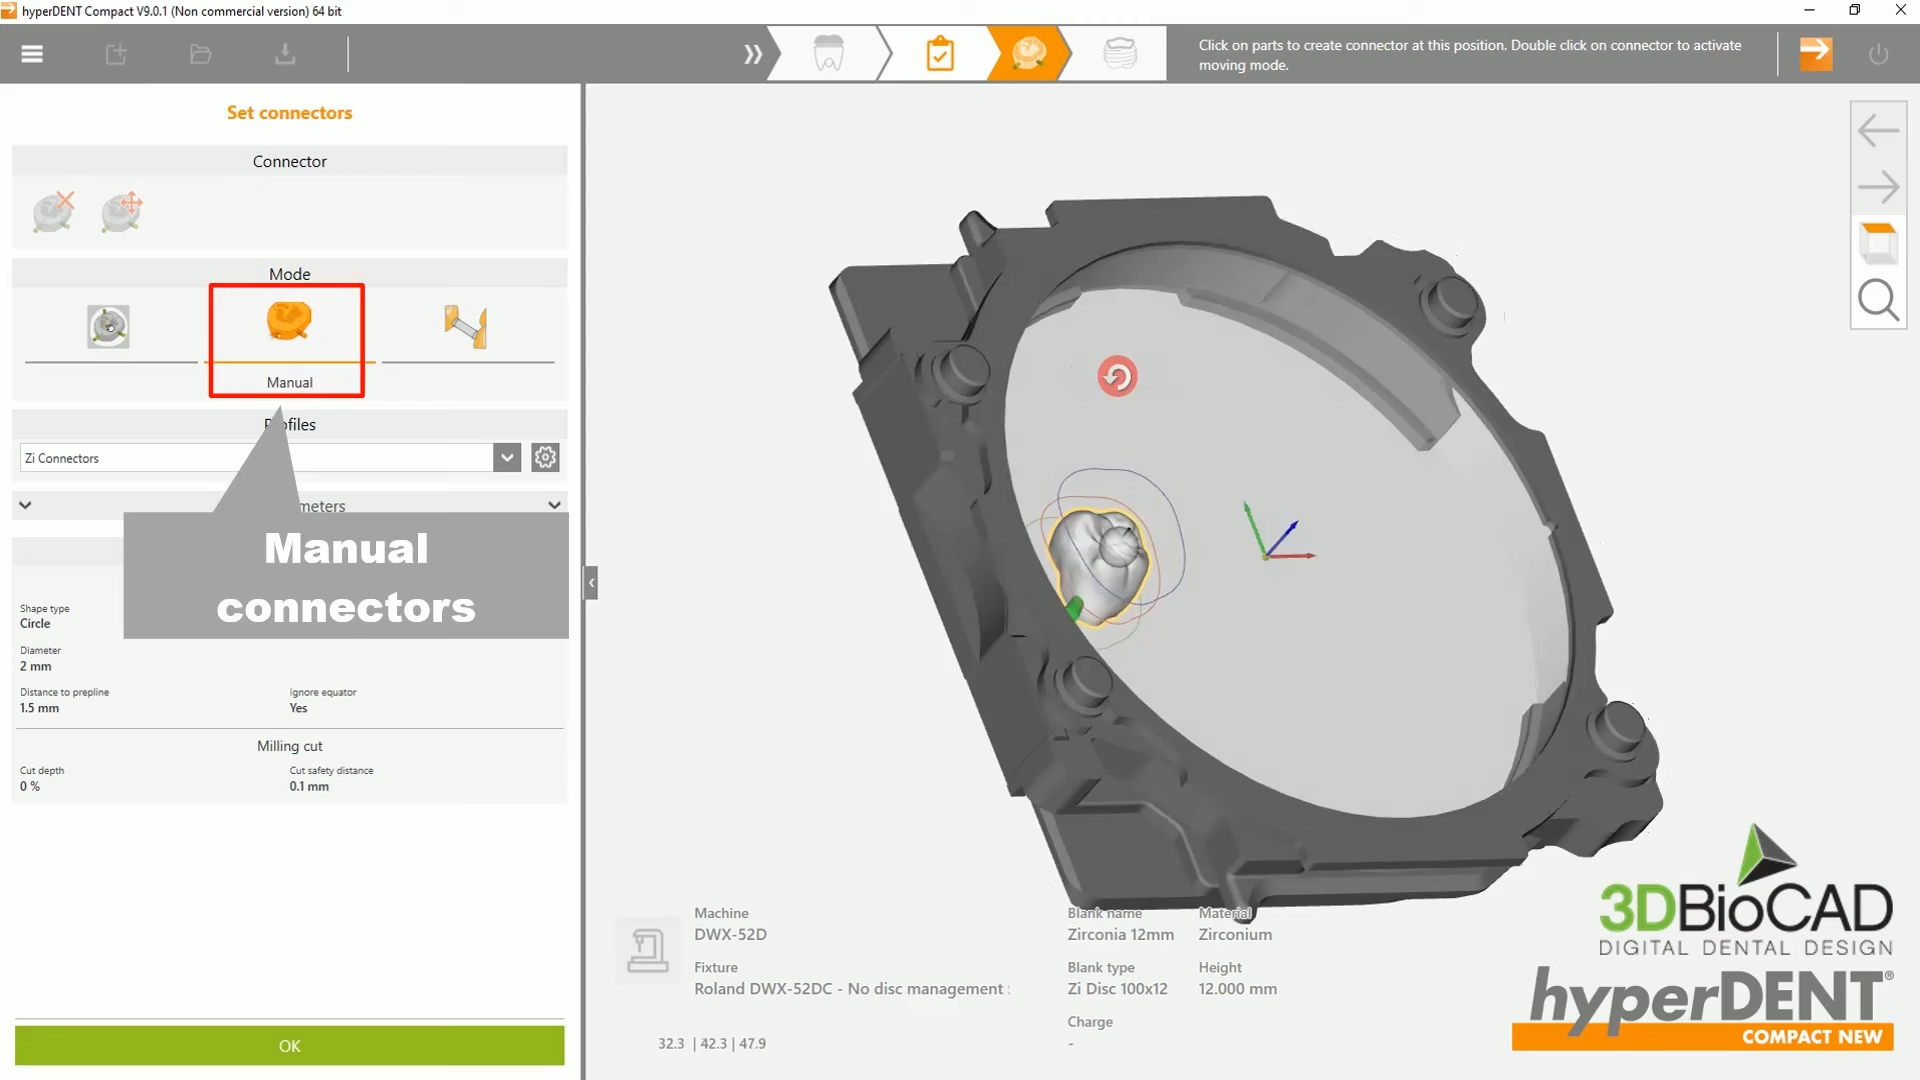 hyperDENT Compact V9.0.1 (Non commercial version) 64 bit
Click on parts to create connector at this position. Double click on connector to activate
moving mode.
Set connectors
Connector
Mode
Manual
Profiles
Zi Connectors
meters
Manual
connectors
Shape type
Circle
Diameter
2 mm
Distance to prepline
1.5 mm
Ignore equator
Yes
Milling cut
Cut depth
0 %
Cut safety distance
0.1 mm
OK
Machine
DWX-52D
Fixture
Roland DWX-52DC - No disc management :
Blank name
Zirconia 12mm
Material
Zirconium
Blank type
Zi Disc 100x12
Height
12.000 mm
Charge
-
32.3 | 42.3 | 47.9
3DBioCAD
DIGITAL DENTAL DESIGN
hyperDENT®
COMPACT NEW